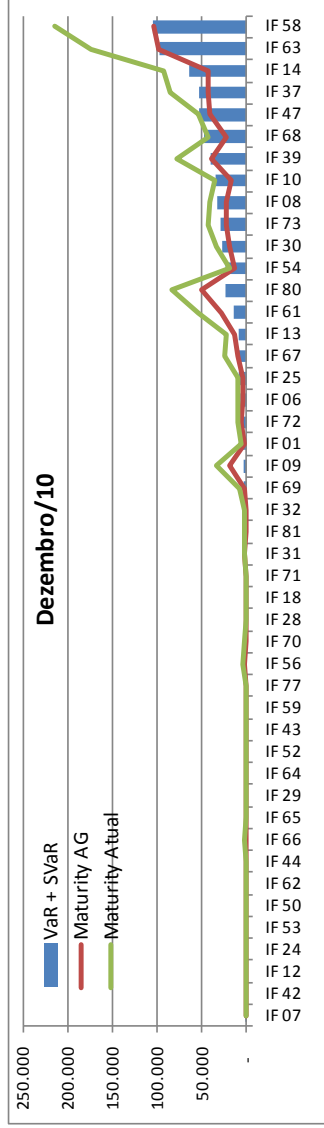 Dezembro/10
VaR + SVaR
Maturity AG
Maturity Atual
250.000
200.000
150.000
100.000
50.000
-
IF 07
IF 42
IF 12
IF 24
IF 53
IF 50
IF 62
IF 44
IF 66
IF 65
IF 29
IF 64
IF 52
IF 43
IF 59
IF 77
IF 56
IF 70
IF 28
IF 18
IF 71
IF 31
IF 81
IF 32
IF 69
IF 09
IF 01
IF 72
IF 06
IF 25
IF 67
IF 13
IF 61
IF 80
IF 54
IF 30
IF 73
IF 08
IF 10
IF 39
IF 68
IF 47
IF 37
IF 14
IF 63
IF 58